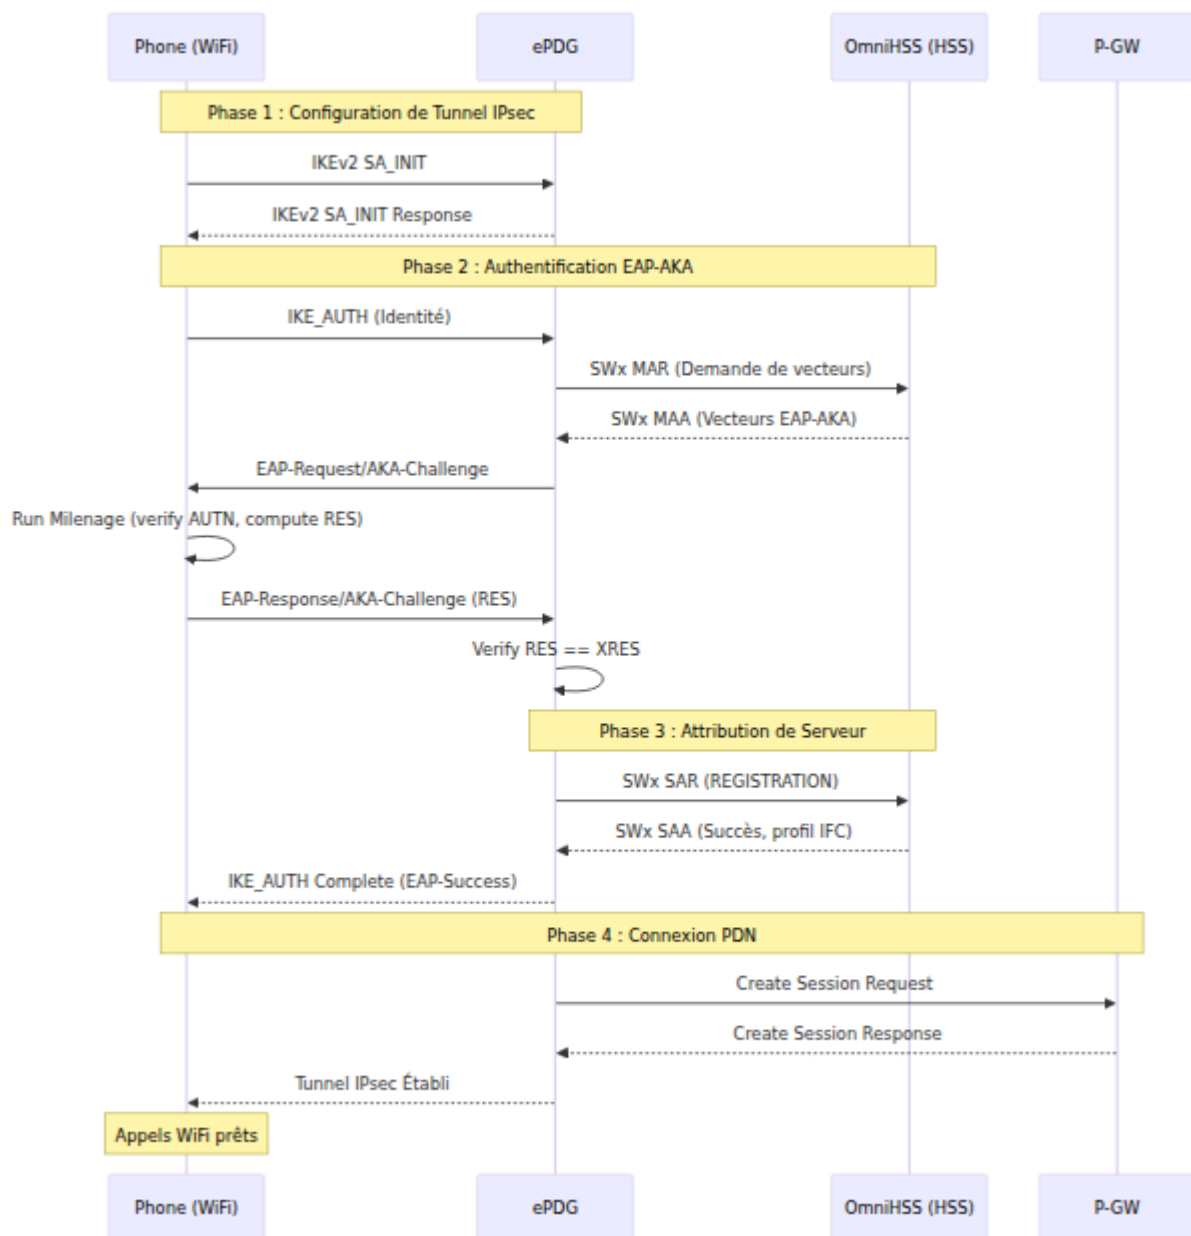 Phone (WiFi)
ePDG
OmniHSS (HSS)
P-GW
Phase 1 : Configuration de Tunnel IPsec
IKEv2 SA_INIT
IKEv2 SA_INIT Response
Phase 2 : Authentification EAP-AKA
IKE_AUTH (Identité)
SWx MAR (Demande de vecteurs)
SWx MAA (Vecteurs EAP-AKA)
EAP-Request/AKA-Challenge
Run Milenage (verify AUTN, compute RES)
EAP-Response/AKA-Challenge (RES)
Verify RES == XRES
Phase 3 : Attribution de Serveur
SWx SAR (REGISTRATION)
SWx SAA (Succès, profil IFC)
IKE_AUTH Complete (EAP-Success)
Phase 4 : Connexion PDN
Create Session Request
Create Session Response
Tunnel IPsec Établi
Appels WiFi prêts
Phone (WiFi)
ePDG
OmniHSS (HSS)
P-GW